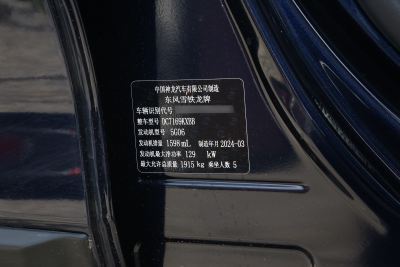 中国神龙汽车有限公司制造
东风雪铁龙牌
车辆识别代号
整车型号 DC7169KXBB
发动机型号 5G06
发动机排量 1598 mL 制造年月 2024-03
发动机最大净功率 129 kW
最大允许总质量 1915 kg 乘坐人数 5